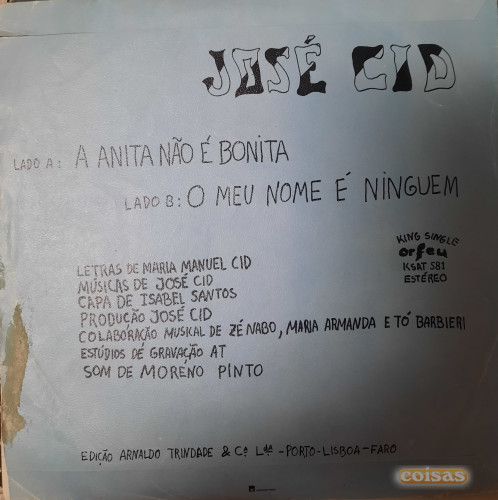 JOSÉ CID
LADO A: A ANITA NÃO É BONITA
LADO B: O MEU NOME É NINGUEM
KING SINGLE
orfeu
KSAT 581
ESTÉREO
LETRAS DE MARIA MANUEL CID
MÚSICAS DE JOSÉ CID
CAPA DE ISABEL SANTOS
PRODUÇÃO JOSÉ CID
COLABORAÇÃO MUSICAL DE ZÉ NABO, MARIA ARMANDA E TÓ BARBIERI
ESTÚDIOS DE GRAVAÇÃO AT
SOM DE MORENO PINTO
EDIÇÃO ARNALDO TRINDADE & Cª Lda - PORTO - LISBOA - FARO
coisas